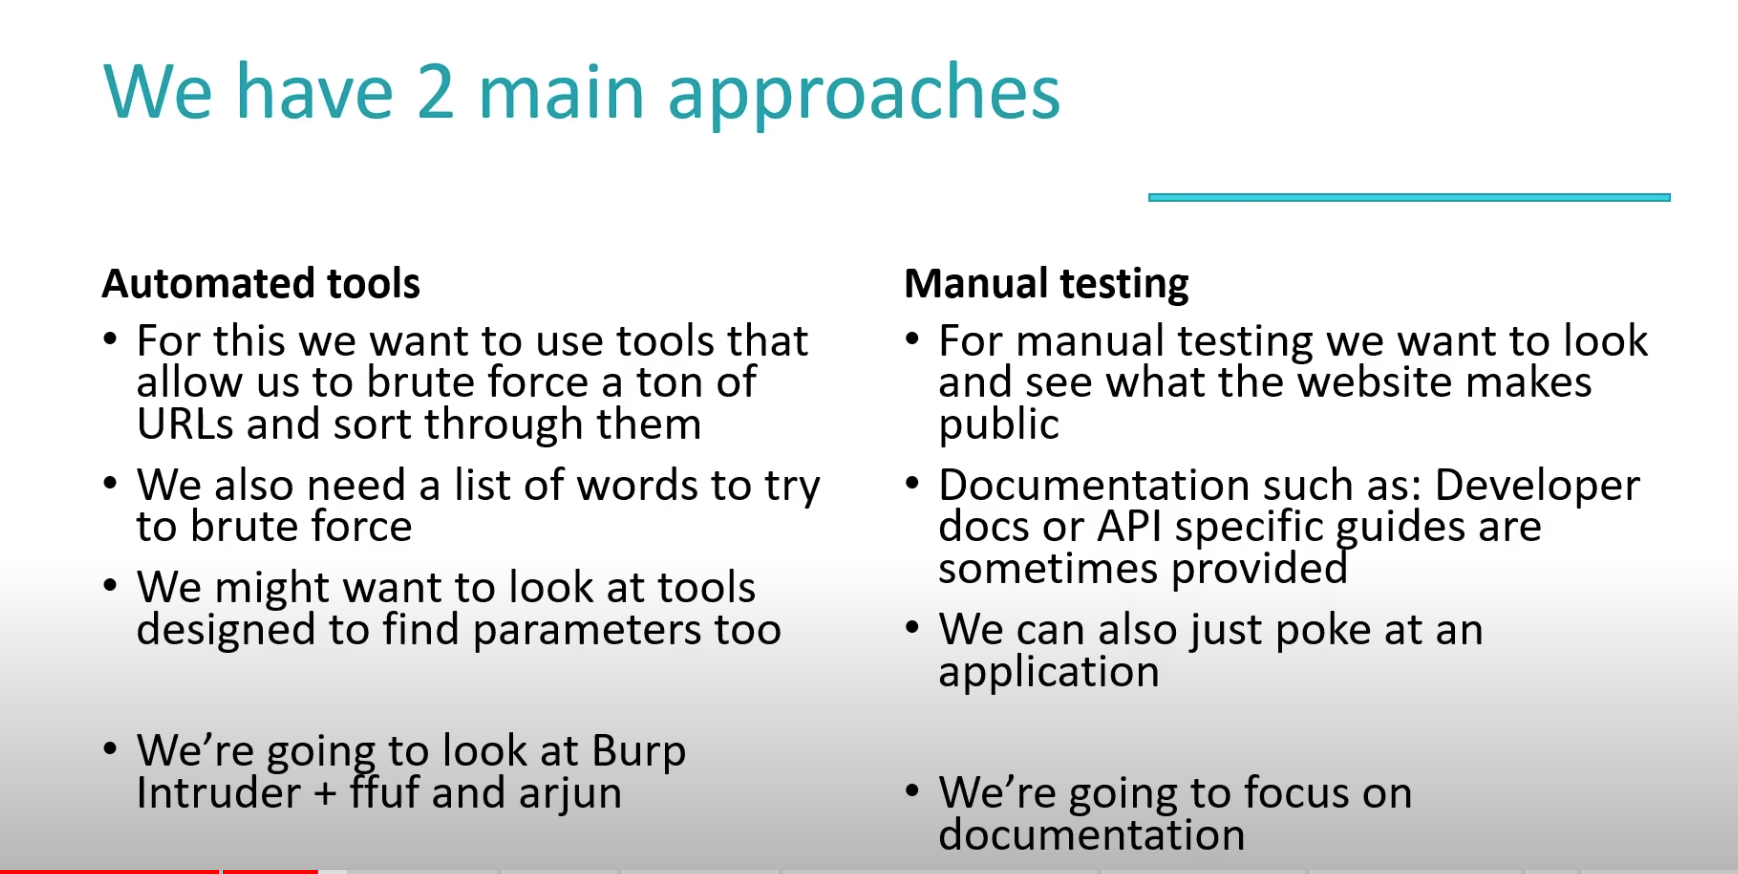 We have 2 main approaches
Automated tools
• For this we want to use tools that
allow us to brute force a ton of
URLs and sort through them
• We also need a list of words to try
to brute force
• We might want to look at tools
designed to find parameters too
• We’re going to look at Burp
Intruder + ffuf and arjun
Manual testing
• For manual testing we want to look
and see what the website makes
public
• Documentation such as: Developer
docs or API specific guides are
sometimes provided
• We can also just poke at an
application
• We’re going to focus on
documentation